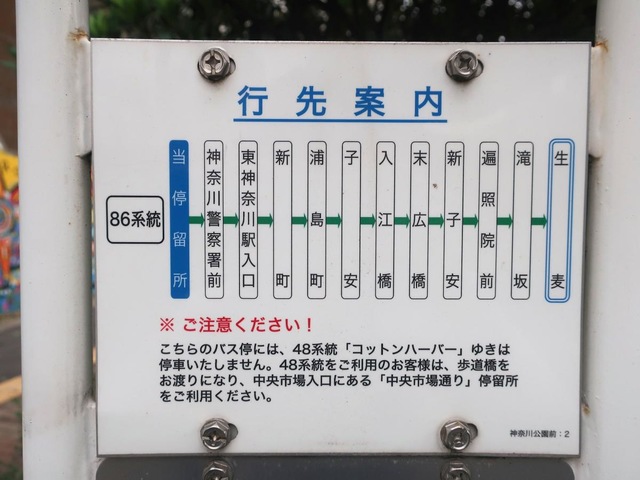 行先案内
86系統
当停留所
神奈川警察署前
東神奈川駅入口
新町
浦島町
子安
入江橋
末広橋
新子安
遍照院前
滝坂
生麦
※ ご注意ください！
こちらのバス停には、48系統「コットンハーバー」ゆきは
停車いたしません。48系統をご利用のお客様は、歩道橋を
お渡りになり、中央市場入口にある「中央市場通り」停留所
をご利用ください。
神奈川公園前：2